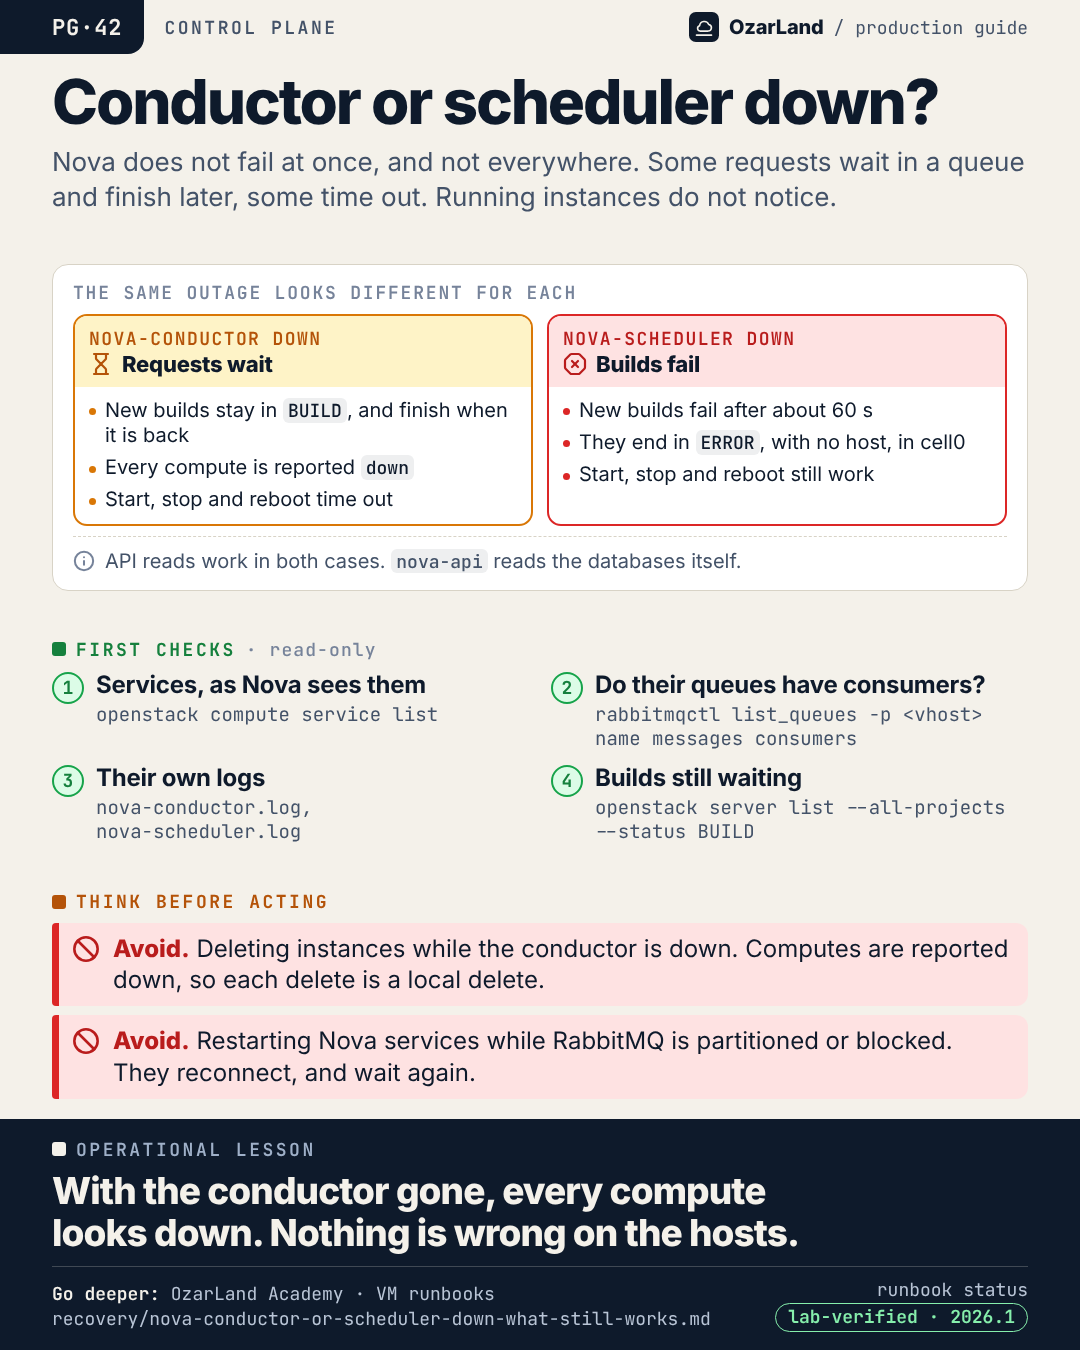 PG·42
CONTROL PLANE
OzarLand / production guide
Conductor or scheduler down?
Nova does not fail at once, and not everywhere. Some requests wait in a queue
and finish later, some time out. Running instances do not notice.
THE SAME OUTAGE LOOKS DIFFERENT FOR EACH
NOVA-CONDUCTOR DOWN
Requests wait
New builds stay in BUILD, and finish when
it is back
Every compute is reported down
Start, stop and reboot time out
NOVA-SCHEDULER DOWN
Builds fail
New builds fail after about 60 s
They end in ERROR, with no host, in cell0
Start, stop and reboot still work
API reads work in both cases. nova-api reads the databases itself.
FIRST CHECKS · read-only
1 Services, as Nova sees them
openstack compute service list
2 Do their queues have consumers?
rabbitmqctl list_queues -p <vhost>
name messages consumers
3 Their own logs
nova-conductor.log,
nova-scheduler.log
4 Builds still waiting
openstack server list --all-projects
--status BUILD
THINK BEFORE ACTING
Avoid. Deleting instances while the conductor is down. Computes are reported
down, so each delete is a local delete.
Avoid. Restarting Nova services while RabbitMQ is partitioned or blocked.
They reconnect, and wait again.
OPERATIONAL LESSON
With the conductor gone, every compute
looks down. Nothing is wrong on the hosts.
Go deeper: OzarLand Academy · VM runbooks
recovery/nova-conductor-or-scheduler-down-what-still-works.md
runbook status
lab-verified · 2026.1